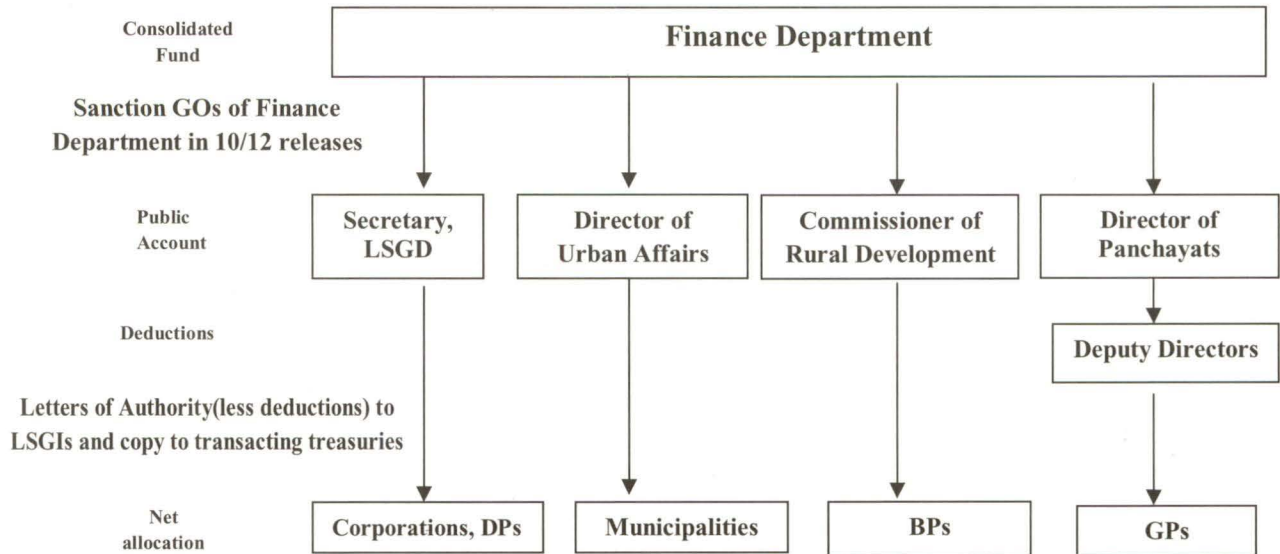 Consolidated
Fund
Finance Department
Sanction GOs of Finance
Department in 10/12 releases
Public
Account
Secretary,
LSGD
Director of
Urban Affairs
Commissioner of
Rural Development
Director of
Panchayats
Deductions
Deputy Directors
Letters of Authority(less deductions) to
LSGIs and copy to transacting treasuries
Net
allocation
Corporations, DPs
Municipalities
BPs
GPs